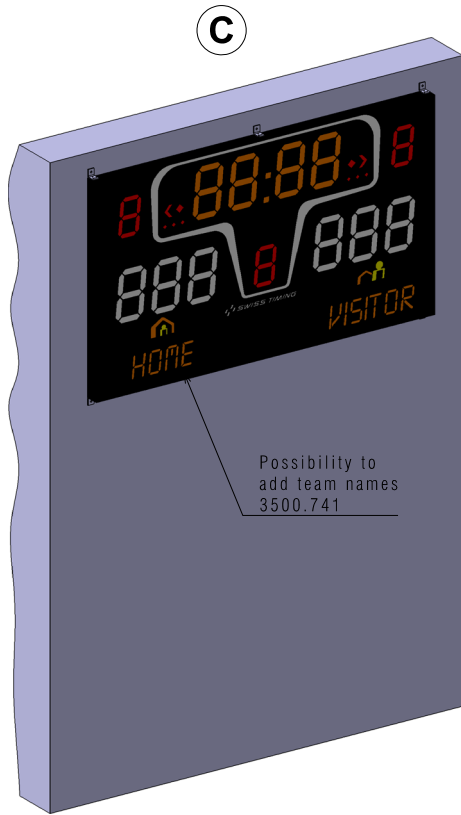 C
8 88:88 8
888 8 888
SWISS TIMING
HOME VISITOR
Possibility to
add team names
3500.741